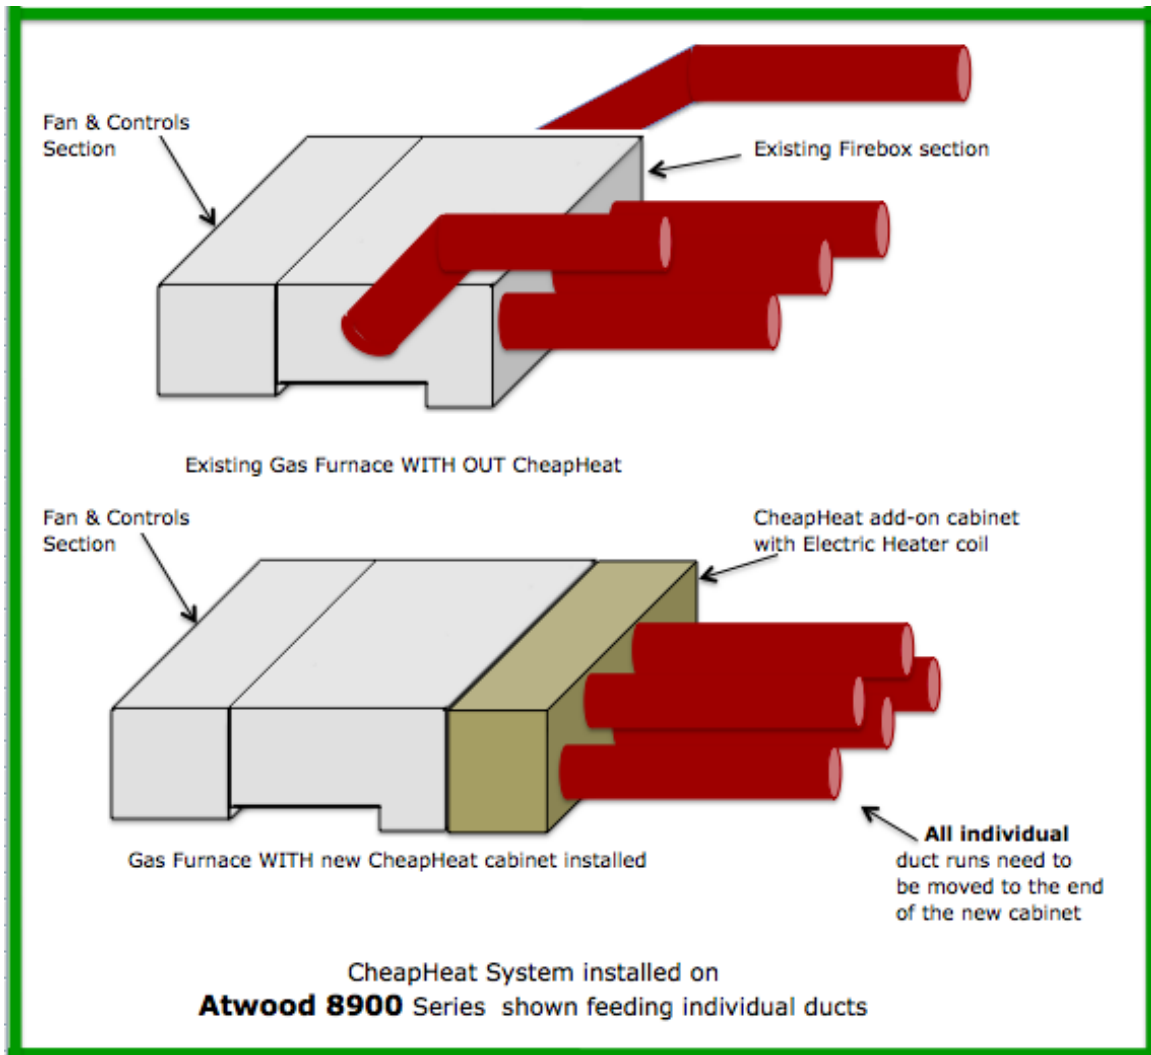 Fan & Controls
Section
Existing Firebox section
Existing Gas Furnace WITH OUT CheapHeat
Fan & Controls
Section
CheapHeat add-on cabinet
with Electric Heater coil
Gas Furnace WITH new CheapHeat cabinet installed
All individual
duct runs need to
be moved to the end
of the new cabinet
CheapHeat System installed on
Atwood 8900 Series shown feeding individual ducts